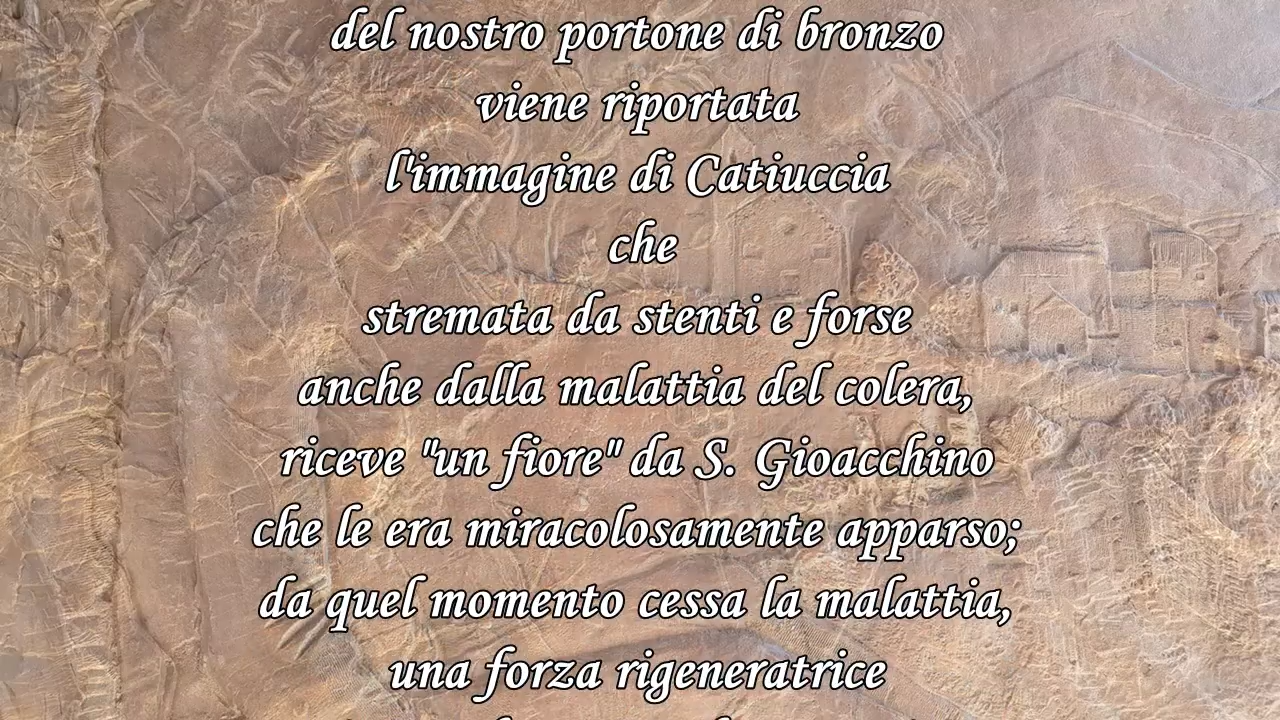 del nostro portone di bronzo
viene riportata
l'immagine di Catiuccia
che
stremata da stenti e forse
anche dalla malattia del colera,
riceve "un fiore" da S. Gioacchino
che le era miracolosamente apparso;
da quel momento cessa la malattia,
una forza rigeneratrice